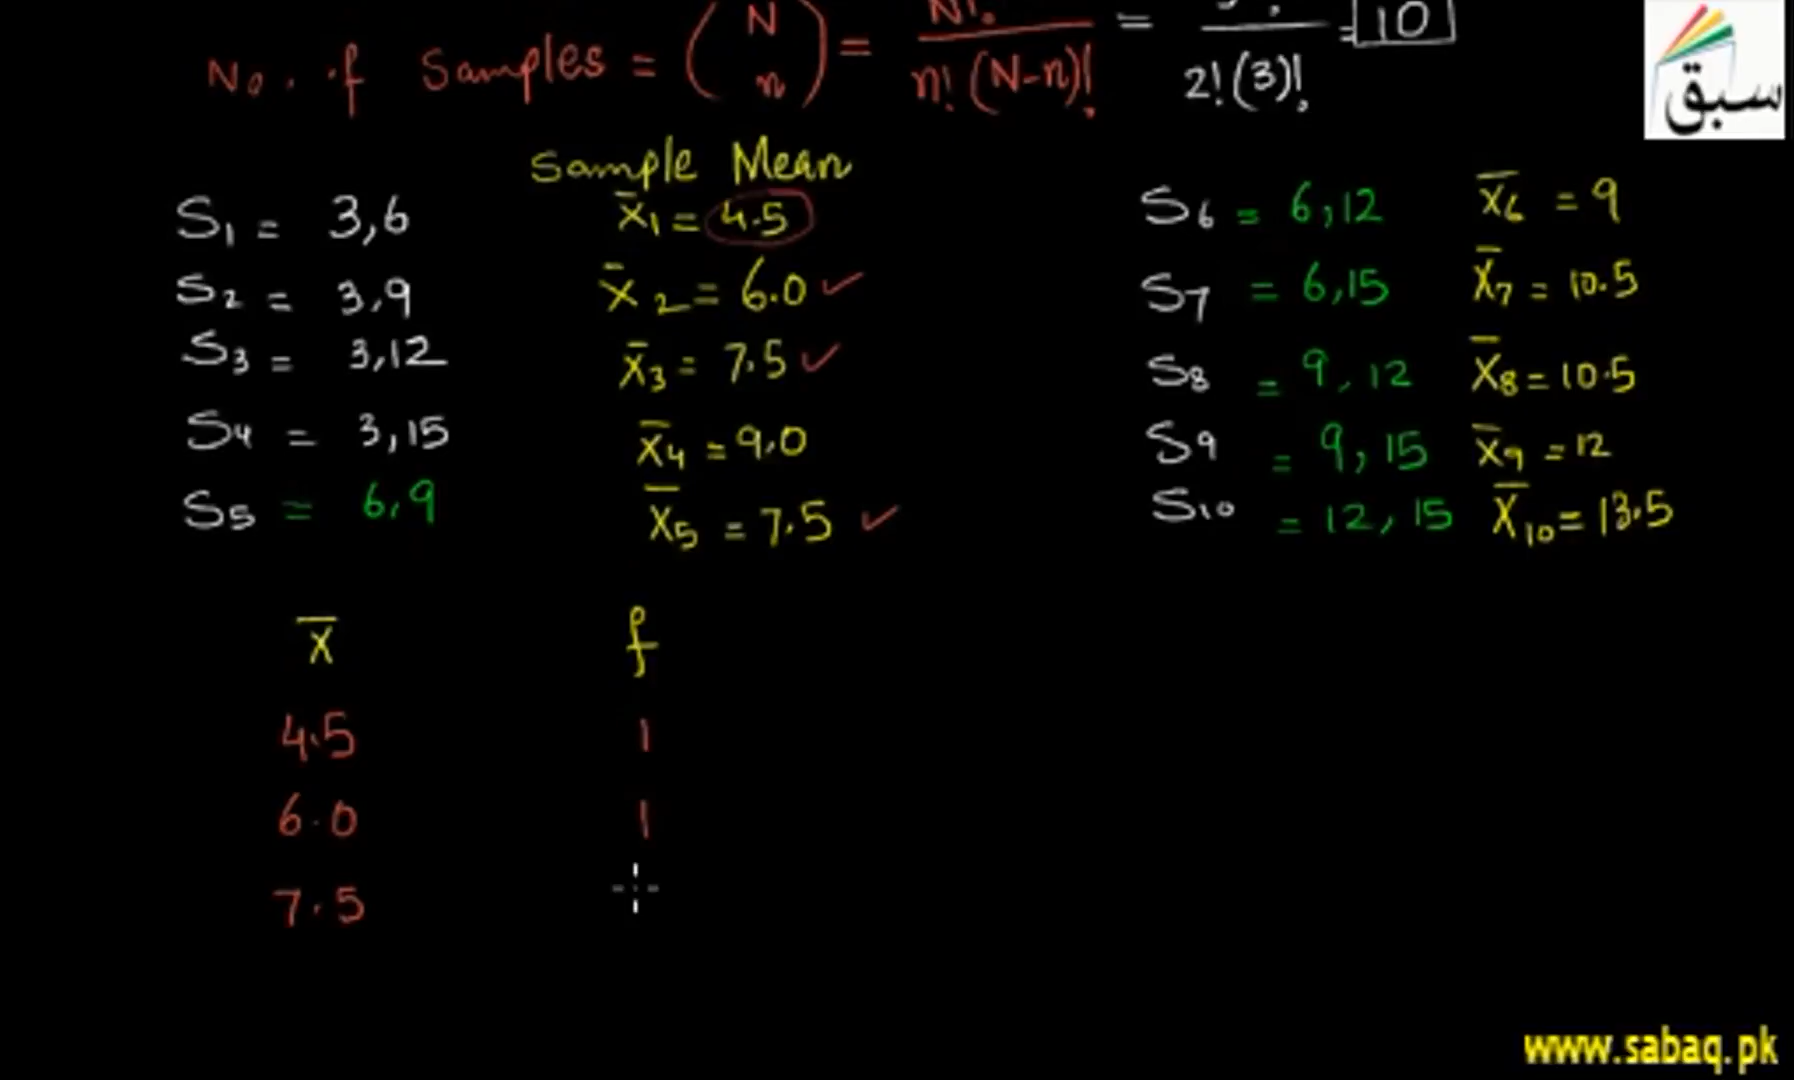 No. of Samples = (N n) = N!. / n! (N-n)! = / 2! (3)! = 10
سبق
Sample Mean
S1 = 3,6 x̄1 = 4.5 S6 = 6,12 x̄6 = 9
S2 = 3,9 x̄2 = 6.0 ✓ S7 = 6,15 x̄7 = 10.5
S3 = 3,12 x̄3 = 7.5 ✓ S8 = 9,12 x̄8 = 10.5
S4 = 3,15 x̄4 = 9.0 S9 = 9,15 x̄9 = 12
S5 = 6,9 x̄5 = 7.5 ✓ S10 = 12,15 x̄10 = 13.5
x̄ f
4.5 1
6.0 1
7.5
www.sabaq.pk